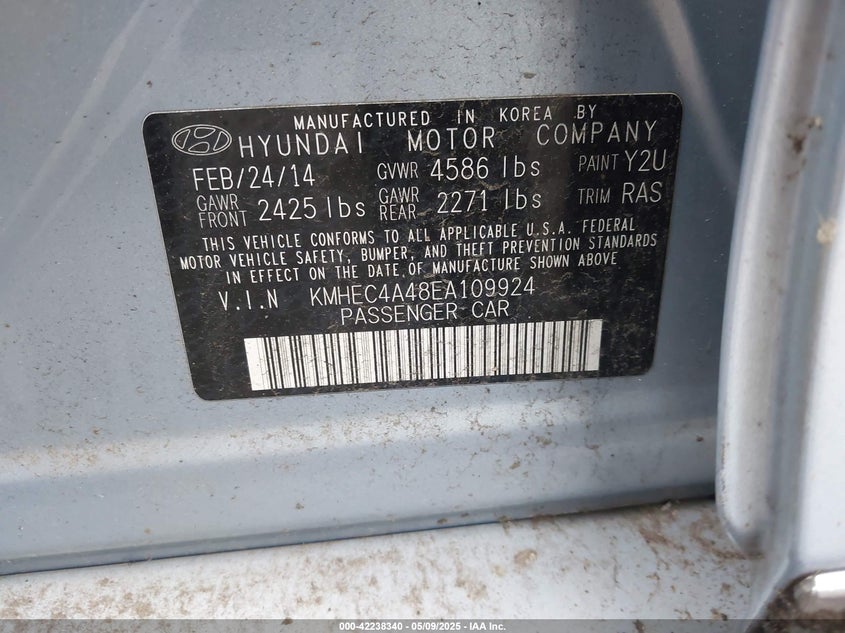 MANUFACTURED IN KOREA BY
HYUNDAI MOTOR COMPANY
FEB/24/14 GVWR 4586 lbs PAINT Y2U
GAWR FRONT 2425 lbs GAWR REAR 2271 lbs TRIM RAS
THIS VEHICLE CONFORMS TO ALL APPLICABLE U.S.A. FEDERAL
MOTOR VEHICLE SAFETY, BUMPER, AND THEFT PREVENTION STANDARDS
IN EFFECT ON THE DATE OF MANUFACTURE SHOWN ABOVE
V.I.N KMHEC4A48EA109924
PASSENGER CAR
000-42238340 | 05/09/2025 | IAA Inc.